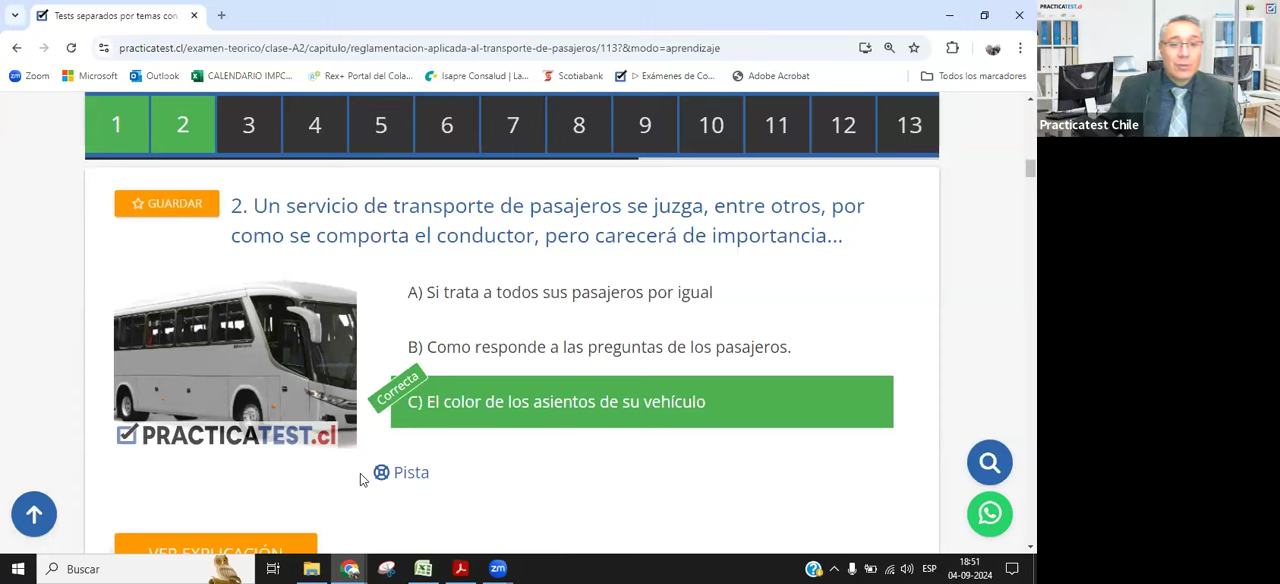 Tests separados por temas con
practicatest.cl/examen-teorico/clase-A2/capitulo/reglamentacion-aplicada-al-transporte-de-pasajeros/113?&modo=aprendizaje
Zoom
Microsoft
Outlook
CALENDARIO IMPC...
Rex+ Portal del Cola...
Isapre Consalud | La...
Scotiabank
▷ Exámenes de Co...
Adobe Acrobat
Todos los marcadores
PRACTICATEST.cl
Practicatest Chile
1 2 3 4 5 6 7 8 9 10 11 12 13
GUARDAR
2. Un servicio de transporte de pasajeros se juzga, entre otros, por
como se comporta el conductor, pero carecerá de importancia...
A) Si trata a todos sus pasajeros por igual
B) Como responde a las preguntas de los pasajeros.
Correcta
C) El color de los asientos de su vehículo
PRACTICATEST.cl
Pista
VER EXPLICACIÓN
Buscar
zm
ESP
18:51
04-09-2024